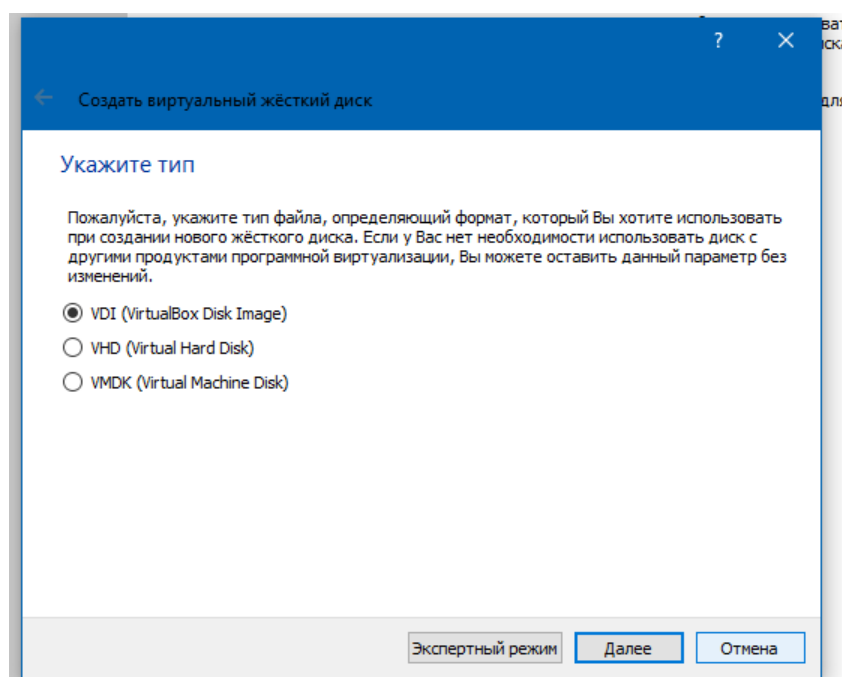 ?
Создать виртуальный жёсткий диск
Укажите тип
Пожалуйста, укажите тип файла, определяющий формат, который Вы хотите использовать
при создании нового жёсткого диска. Если у Вас нет необходимости использовать диск с
другими продуктами программной виртуализации, Вы можете оставить данный параметр без
изменений.
VDI (VirtualBox Disk Image)
VHD (Virtual Hard Disk)
VMDK (Virtual Machine Disk)
Экспертный режим Далее Отмена